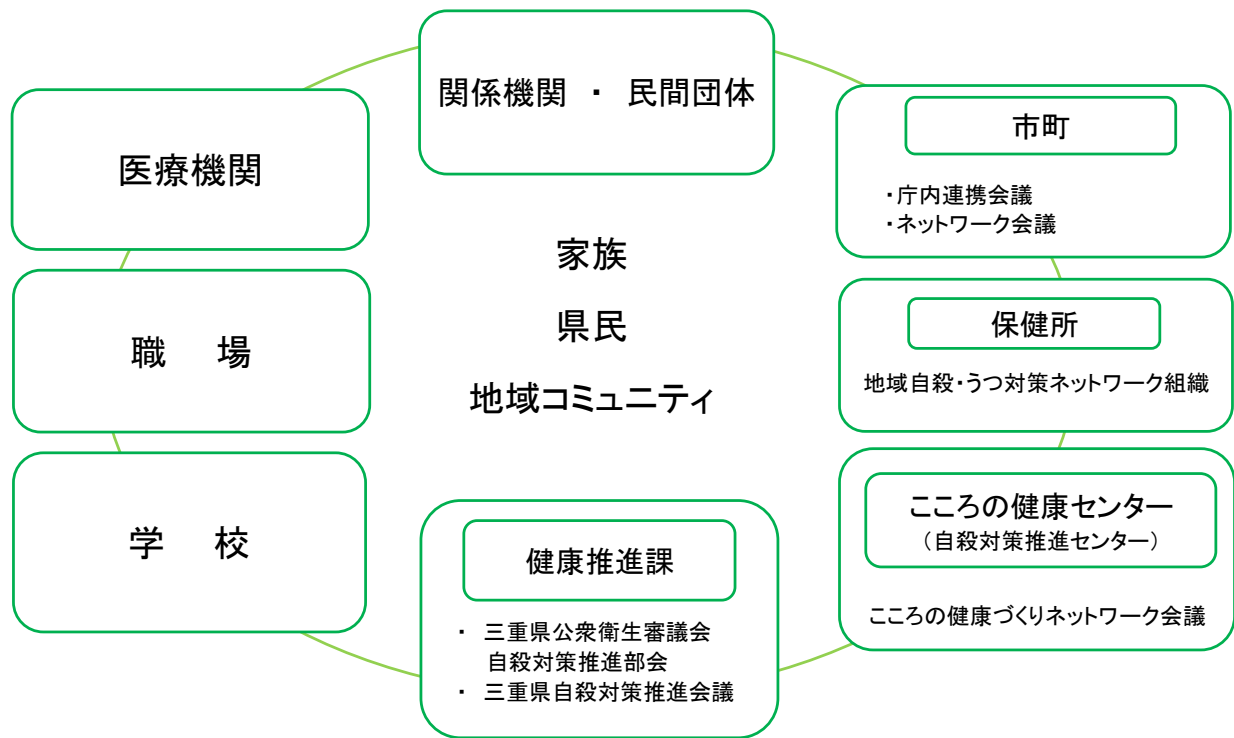 関係機関 ・ 民間団体
医療機関
職 場
学 校
家族
県民
地域コミュニティ
市町
・庁内連携会議
・ネットワーク会議
保健所
地域自殺・うつ対策ネットワーク組織
こころの健康センター
（自殺対策推進センター）
こころの健康づくりネットワーク会議
健康推進課
・ 三重県公衆衛生審議会
自殺対策推進部会
・ 三重県自殺対策推進会議